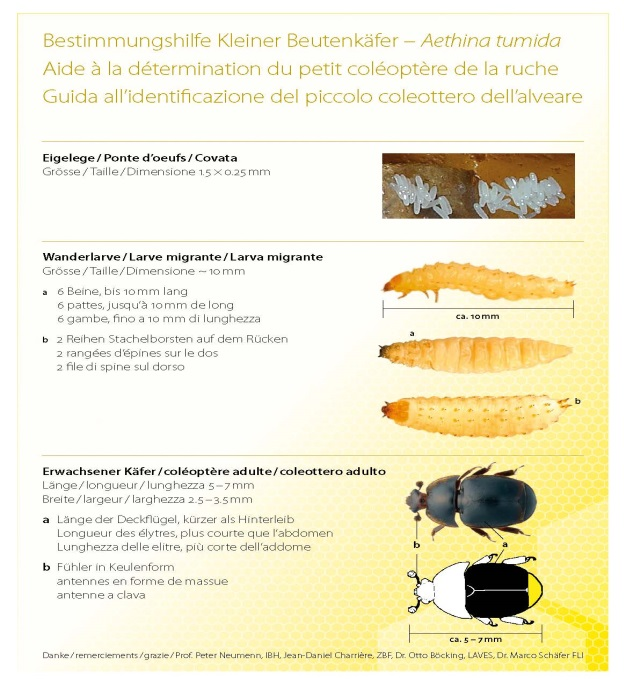 Bestimmungshilfe Kleiner Beutenkäfer – Aethina tumida
Aide à la détermination du petit coléoptère de la ruche
Guida all'identificazione del piccolo coleottero dell'alveare
Eigelege / Ponte d'oeufs / Covata
Grösse / Taille / Dimensione 1.5 × 0.25 mm
Wanderlarve / Larve migrante / Larva migrante
Grösse / Taille / Dimensione ~ 10 mm
a 6 Beine, bis 10 mm lang
6 pattes, jusqu'à 10 mm de long
6 gambe, fino a 10 mm di lunghezza
b 2 Reihen Stachelborsten auf dem Rücken
2 rangées d'épines sur le dos
2 file di spine sul dorso
ca. 10 mm
a
b
Erwachsener Käfer / coléoptère adulte / coleottero adulto
Länge / longueur / lunghezza 5 – 7 mm
Breite / largeur / larghezza 2.5 – 3.5 mm
a Länge der Deckflügel, kürzer als Hinterleib
Longueur des élytres, plus courte que l'abdomen
Lunghezza delle elitre, più corte dell'addome
b Fühler in Keulenform
antennes en forme de massue
antenne a clava
b a
ca. 5 – 7 mm
Danke / remerciements / grazie / Prof. Peter Neumenn, IBH, Jean-Daniel Charrière, ZBF, Dr. Otto Böcking, LAVES, Dr. Marco Schäfer FLI